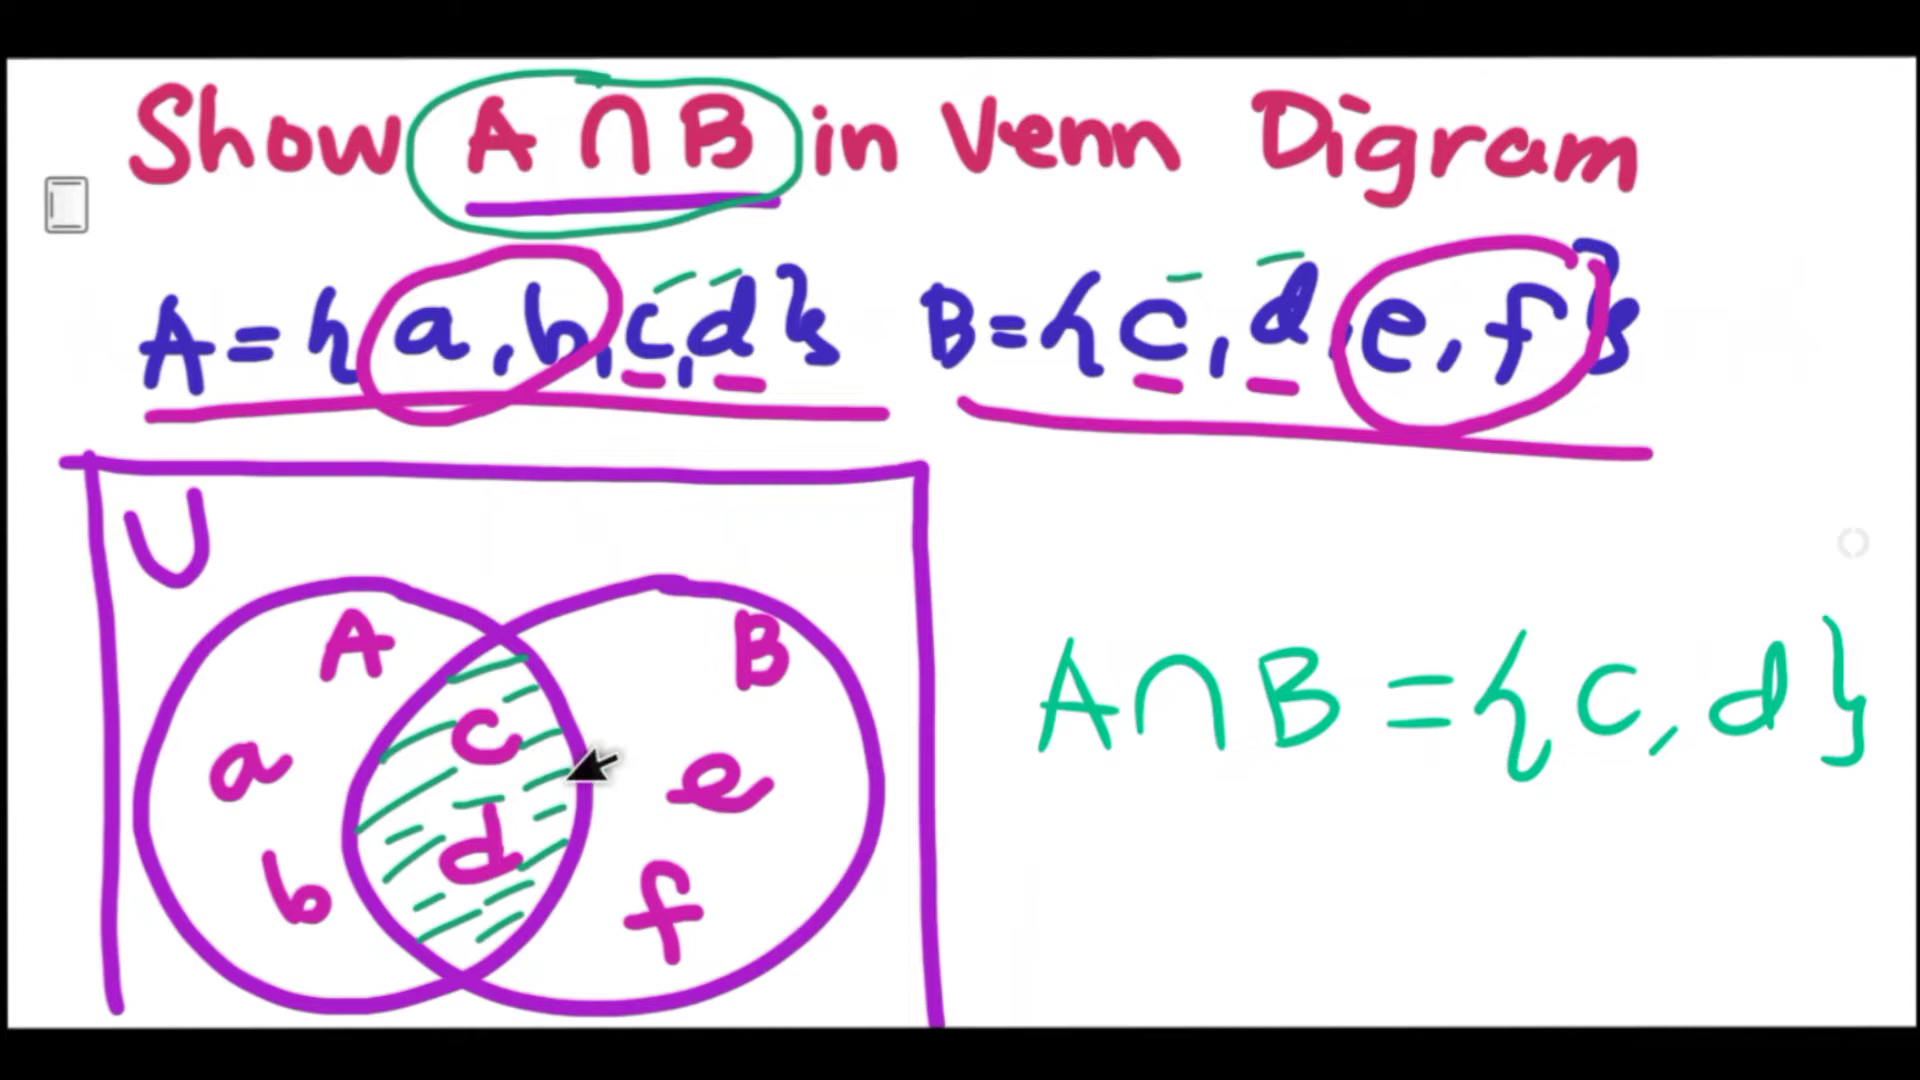 Show A ∩ B in Venn Digram
A = { a, b, c, d } B = { c, d, e, f }
U
A B
c
a e
d
b f
A ∩ B = { c, d }